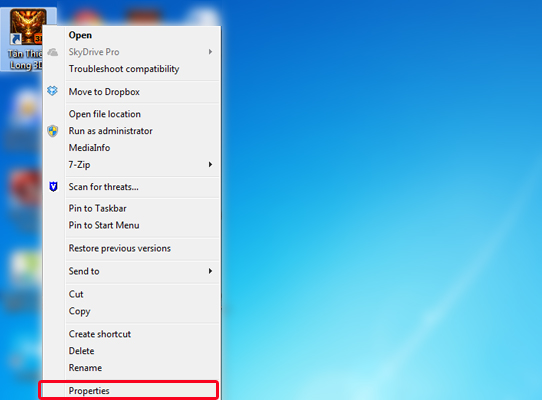 Tân Thiê
Long 3D
Open
SkyDrive Pro
Troubleshoot compatibility
Move to Dropbox
Open file location
Run as administrator
MediaInfo
7-Zip
Scan for threats...
Pin to Taskbar
Pin to Start Menu
Restore previous versions
Send to
Cut
Copy
Create shortcut
Delete
Rename
Properties